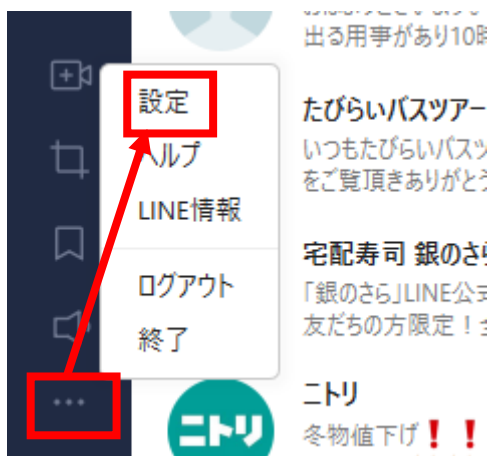 出る用事があり10時
設定
ヘルプ
LINE情報
ログアウト
終了
たびらいバスツアー
いつもたびらいバスツ
をご覧頂きありがとう
宅配寿司 銀のさら
「銀のさら」LINE公式
友だちの方限定！全
ニトリ
冬物値下げ❗❗
ニトリ